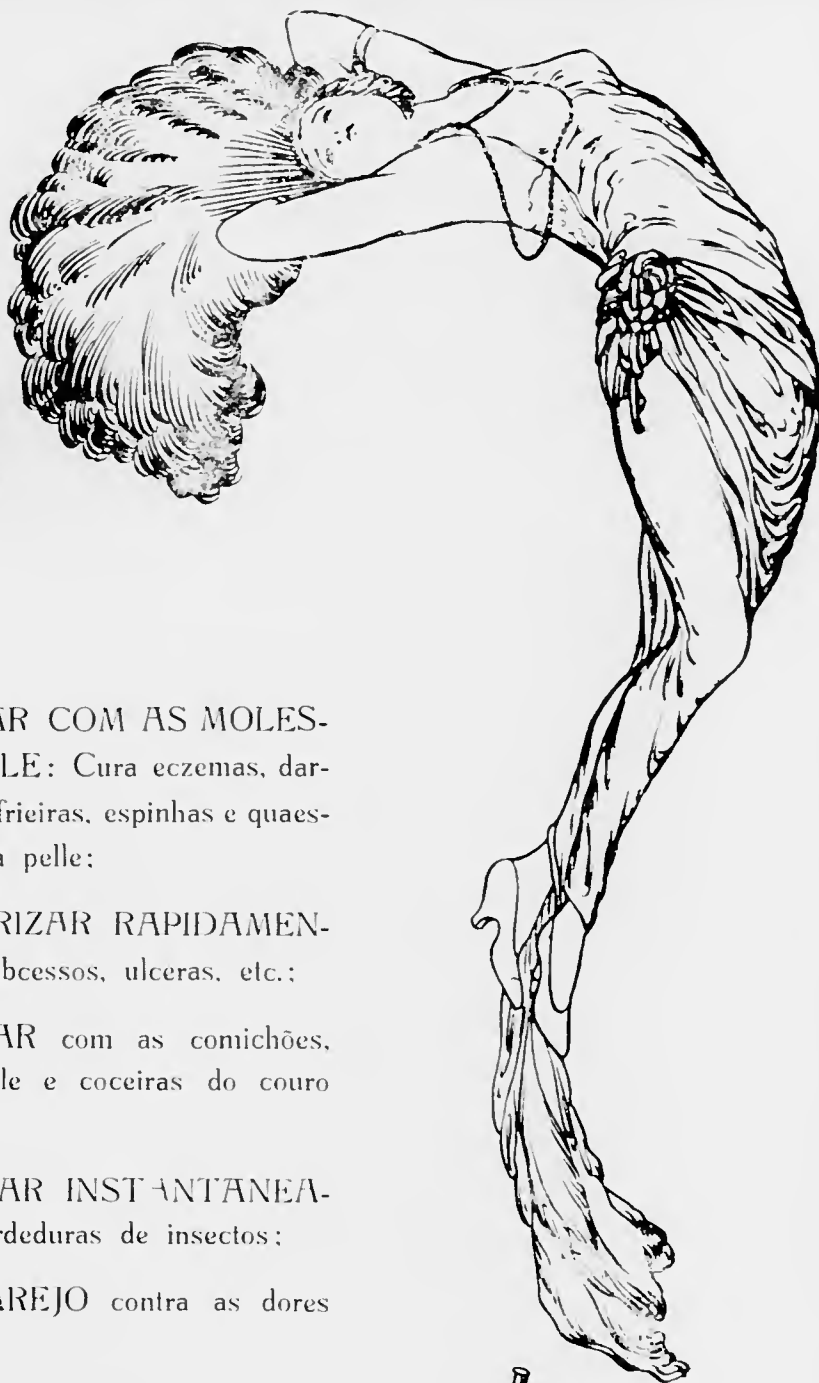 AR COM AS MOLES-
LE: Cura eczemas, dar-
frieiras, espinhas e quaes-
a pelle;
RIZAR RAPIDAMEN-
bcessos, ulceras, etc.;
AR com as comichões,
le e coceiras do couro
AR INSTANTANEA-
rdeduras de insectos;
AREJO contra as dores